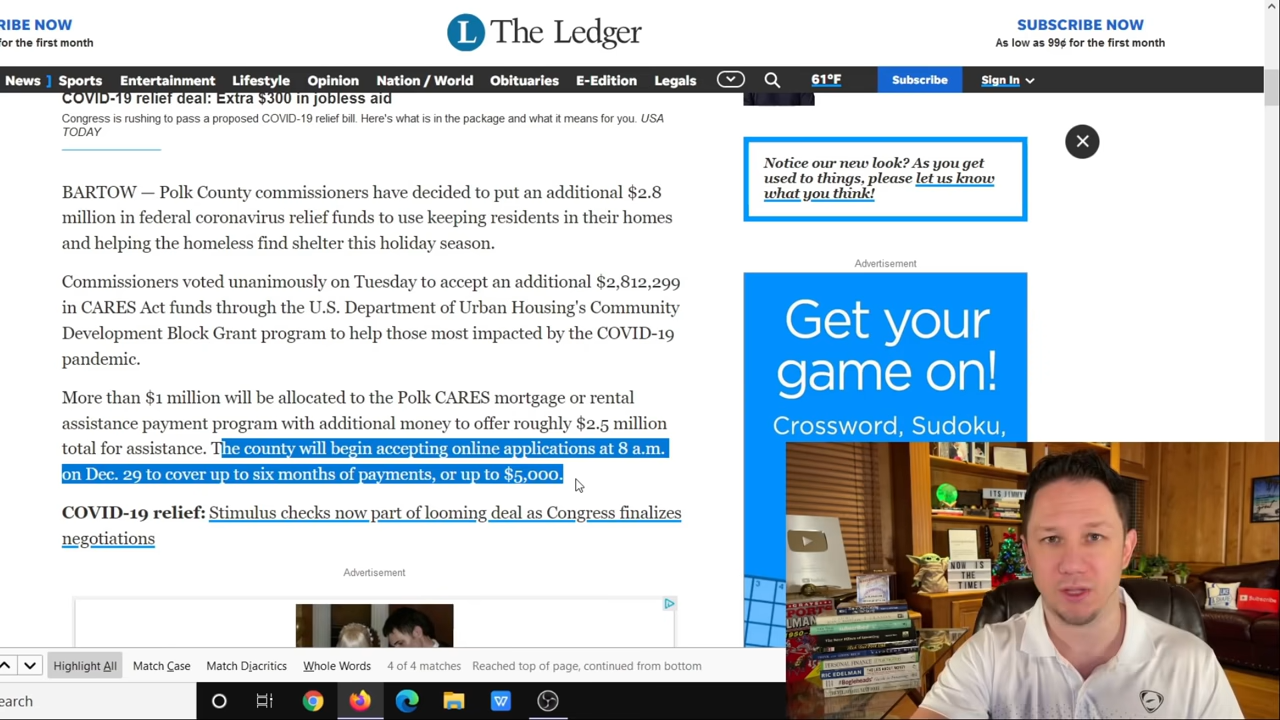 RIBE NOW
for the first month
L The Ledger
SUBSCRIBE NOW
As low as 99¢ for the first month
News Sports Entertainment Lifestyle Opinion Nation / World Obituaries E-Edition Legals 61°F Subscribe Sign In
COVID-19 relief deal: Extra $300 in jobless aid
Congress is rushing to pass a proposed COVID-19 relief bill. Here's what is in the package and what it means for you. USA
TODAY
BARTOW — Polk County commissioners have decided to put an additional $2.8
million in federal coronavirus relief funds to use keeping residents in their homes
and helping the homeless find shelter this holiday season.
Commissioners voted unanimously on Tuesday to accept an additional $2,812,299
in CARES Act funds through the U.S. Department of Urban Housing's Community
Development Block Grant program to help those most impacted by the COVID-19
pandemic.
More than $1 million will be allocated to the Polk CARES mortgage or rental
assistance payment program with additional money to offer roughly $2.5 million
total for assistance. The county will begin accepting online applications at 8 a.m.
on Dec. 29 to cover up to six months of payments, or up to $5,000.
COVID-19 relief: Stimulus checks now part of looming deal as Congress finalizes
negotiations
Advertisement
Notice our new look? As you get
used to things, please let us know
what you think!
Advertisement
Get your
game on!
Crossword, Sudoku,
ITS JIMMY
NOW IS
THE
TIME!
Subscribe
RIC EDELMAN
Highlight All Match Case Match Diacritics Whole Words 4 of 4 matches Reached top of page, continued from bottom
earch